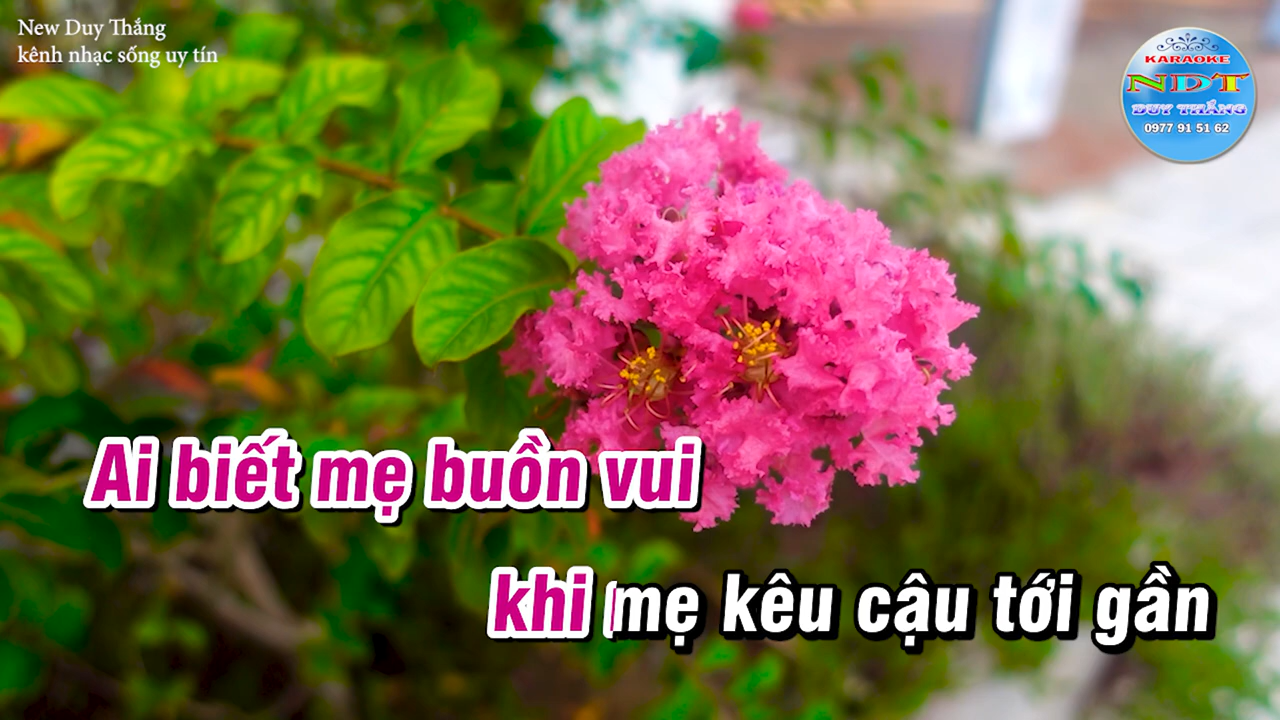 New Duy Thắng
kênh nhạc sống uy tín
KARAOKE
NDT
DUY THẮNG
0977 91 51 62
Ai biết mẹ buồn vui
khi mẹ kêu cậu tới gần